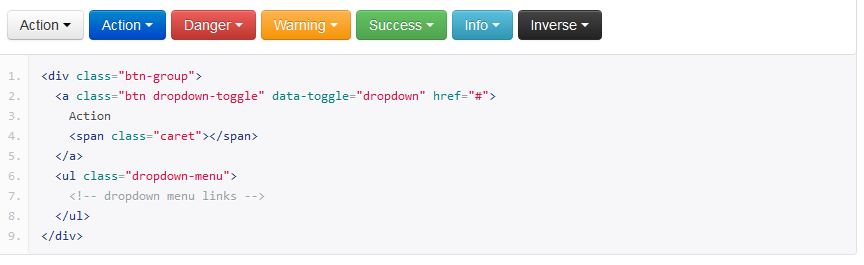 Action Action Danger Warning Success Info Inverse
1. <div class="btn-group">
2.   <a class="btn dropdown-toggle" data-toggle="dropdown" href="#">
3.     Action
4.     <span class="caret"></span>
5.   </a>
6.   <ul class="dropdown-menu">
7.     <!-- dropdown menu links -->
8.   </ul>
9. </div>